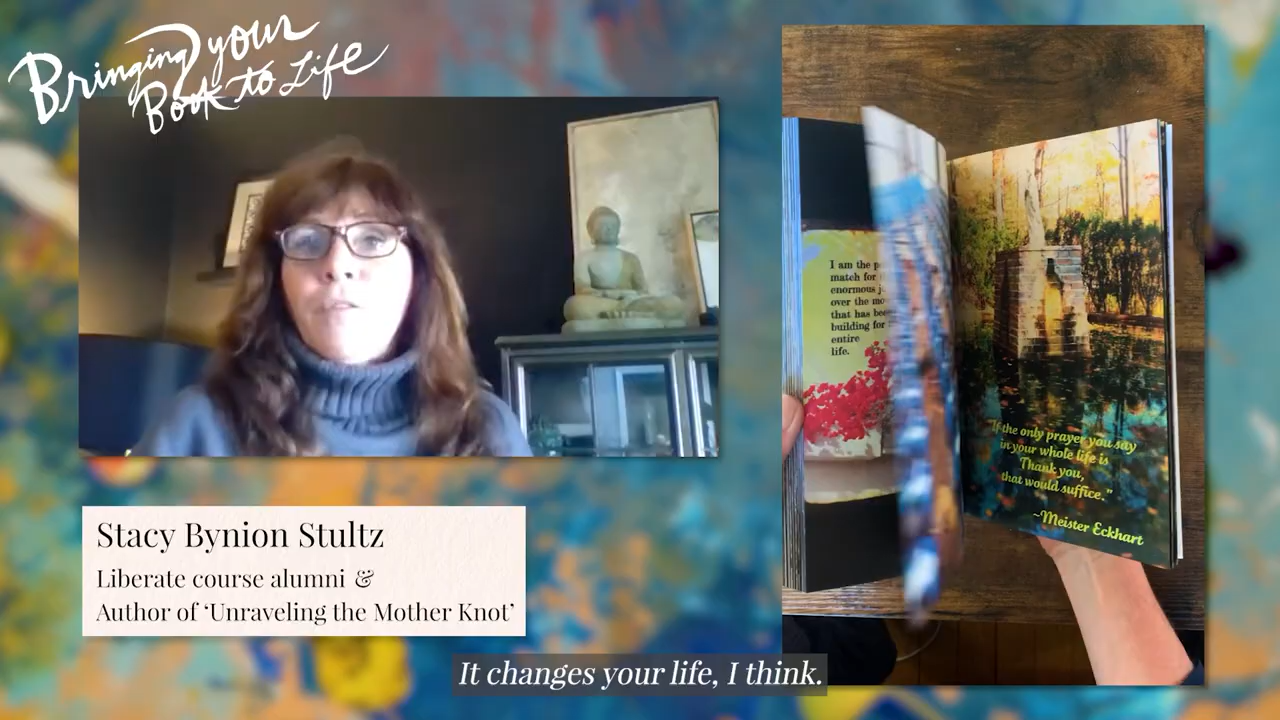 Bringing your
Book to Life
I am the
match for
enormous
over the
that has
building for
entire
life.
"If the only prayer you say
in your whole life is
Thank you,
that would suffice."
~Meister Eckhart
Stacy Bynion Stultz
Liberate course alumni &
Author of ‘Unraveling the Mother Knot’
It changes your life, I think.